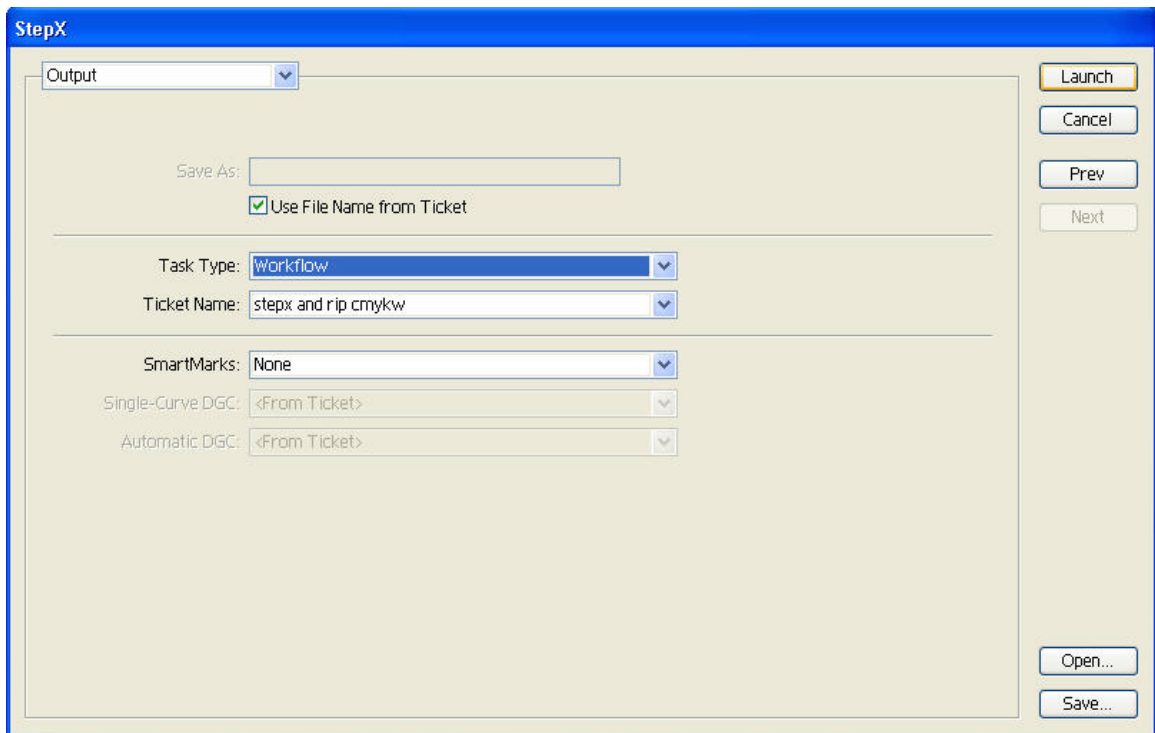 StepX
Output
Launch
Cancel
Save As:
Prev
Use File Name from Ticket
Next
Task Type: Workflow
Ticket Name: stepx and rip cmykw
SmartMarks: None
Single-Curve DGC: <From Ticket>
Automatic DGC: <From Ticket>
Open...
Save...